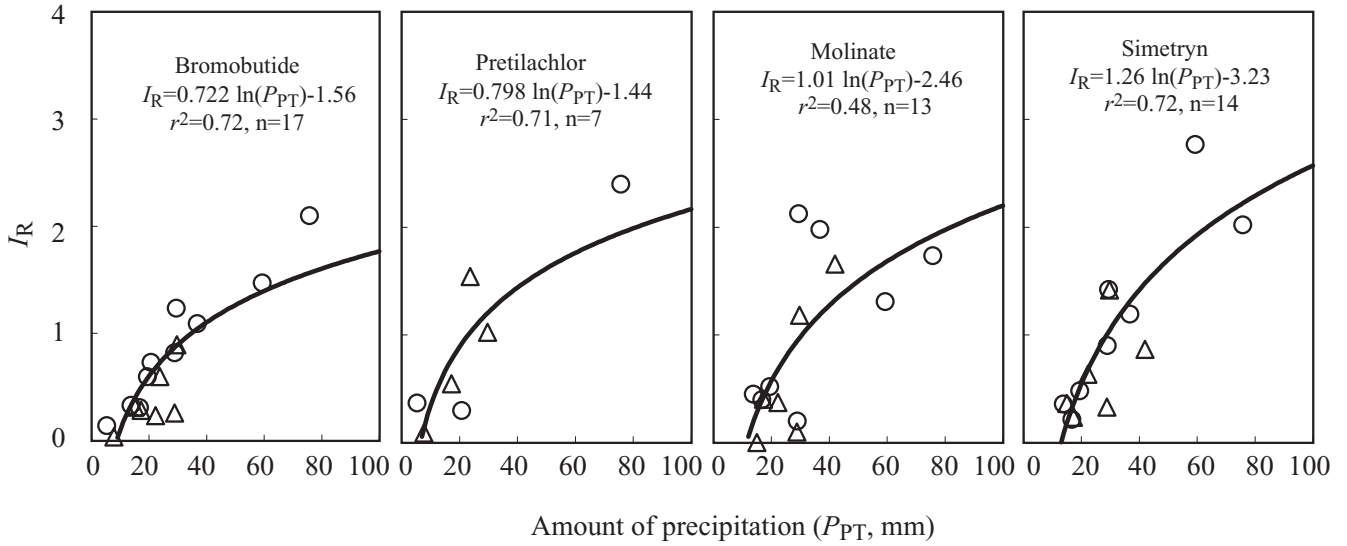 4
3
2
1
0
I_R
Bromobutide
I_R=0.722 ln(P_PT)-1.56
r²=0.72, n=17
0 20 40 60 80 100
Pretilachlor
I_R=0.798 ln(P_PT)-1.44
r²=0.71, n=7
0 20 40 60 80 100
Molinate
I_R=1.01 ln(P_PT)-2.46
r²=0.48, n=13
0 20 40 60 80 100
Simetryn
I_R=1.26 ln(P_PT)-3.23
r²=0.72, n=14
0 20 40 60 80 100
Amount of precipitation (P_PT, mm)